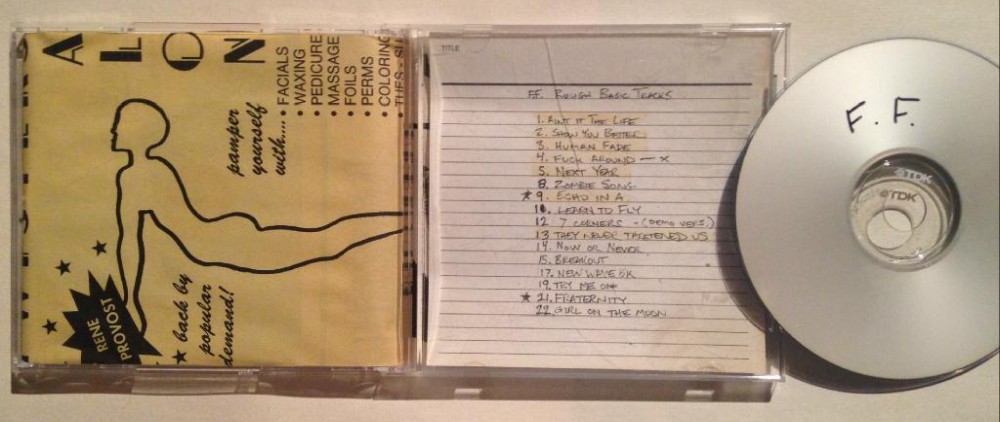 ALON
• FACIALS
• WAXING
• PEDICURE
• MASSAGE
• FOILS
• PERMS
• COLORING
pamper
yourself
with....
RENE
PROVOST
back by
popular
demand!
TITLE
FF. ROUGH BASIC TRACKS
1. AINT IT THE LIFE
2. SHOW YOU BETTER
3. HUMAN FADE
4. FUCK AROUND — X
5. NEXT YEAR
8. ZOMBIE SONG
★ 9. ECHO IN A
10. LEARN TO FLY
12. 7 CORNERS - (DEMO VERS.)
13. THEY NEVER THRETENED US
14. NOW OR NEVER
15. BREAKOUT
17. NEW WAVE OK
19. TRY ME ON
★ 21. FRATERNITY
22. GIRL ON THE MOON
F. F.
TDK
TDK